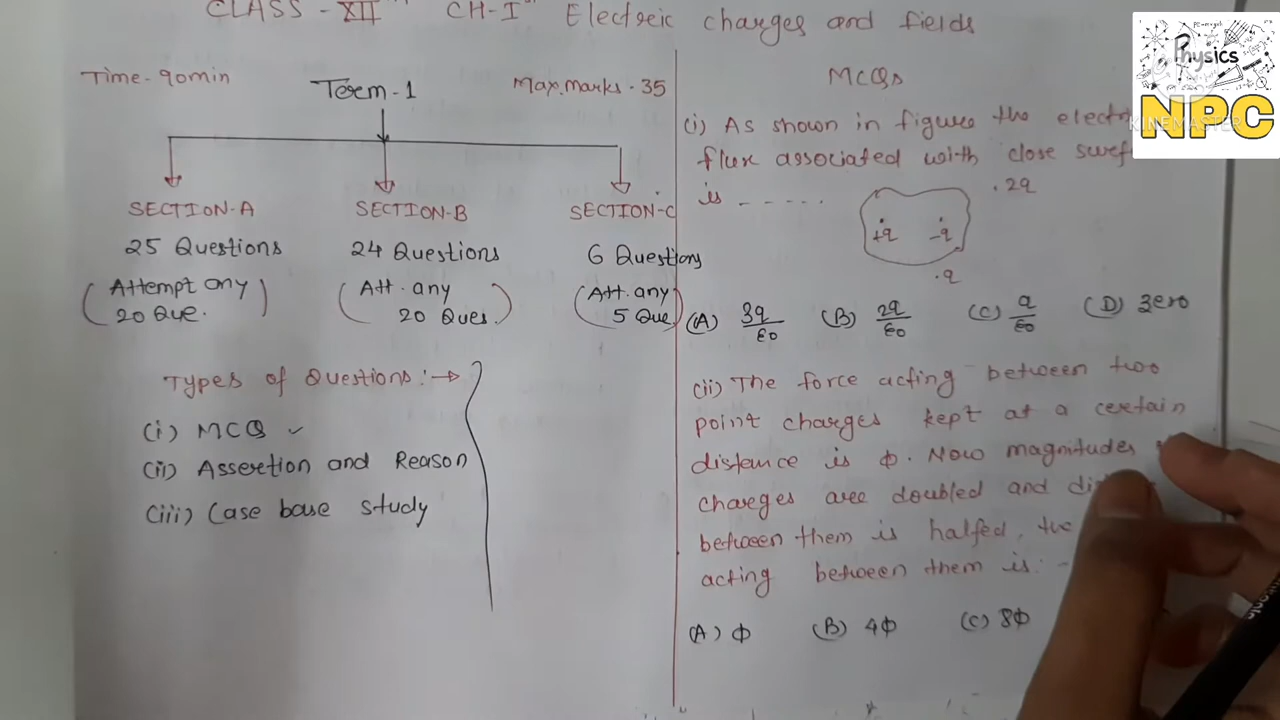 CLASS - XII CH-I Electric charges and fields
Time - 90min
Term - 1
Max. marks . 35
SECTION-A
25 Questions
(Attempt any
20 Que.)
SECTION-B
24 Questions
(Att. any
20 Ques.)
SECTION-C
6 Questions
(Att. any
5 Que)
Types of Questions :→
(i) MCQ ✓
(ii) Assertion and Reason
(iii) Case base study
MCQs
(i) As shown in figure the
flux associated with close
is - - - - -
. 2q
+q -q
. q
(A) 3q/ε0 (B) 2q/ε0 (C) q/ε0 (D) zero
(ii) The force acting between two
point charges kept at a certain
distance is ϕ. Now magnitudes
charges are doubled and
between them is halfed, the
acting between them is: -
(A) ϕ (B) 4ϕ (C) 8ϕ
Physics
NPC
KINEMASTER